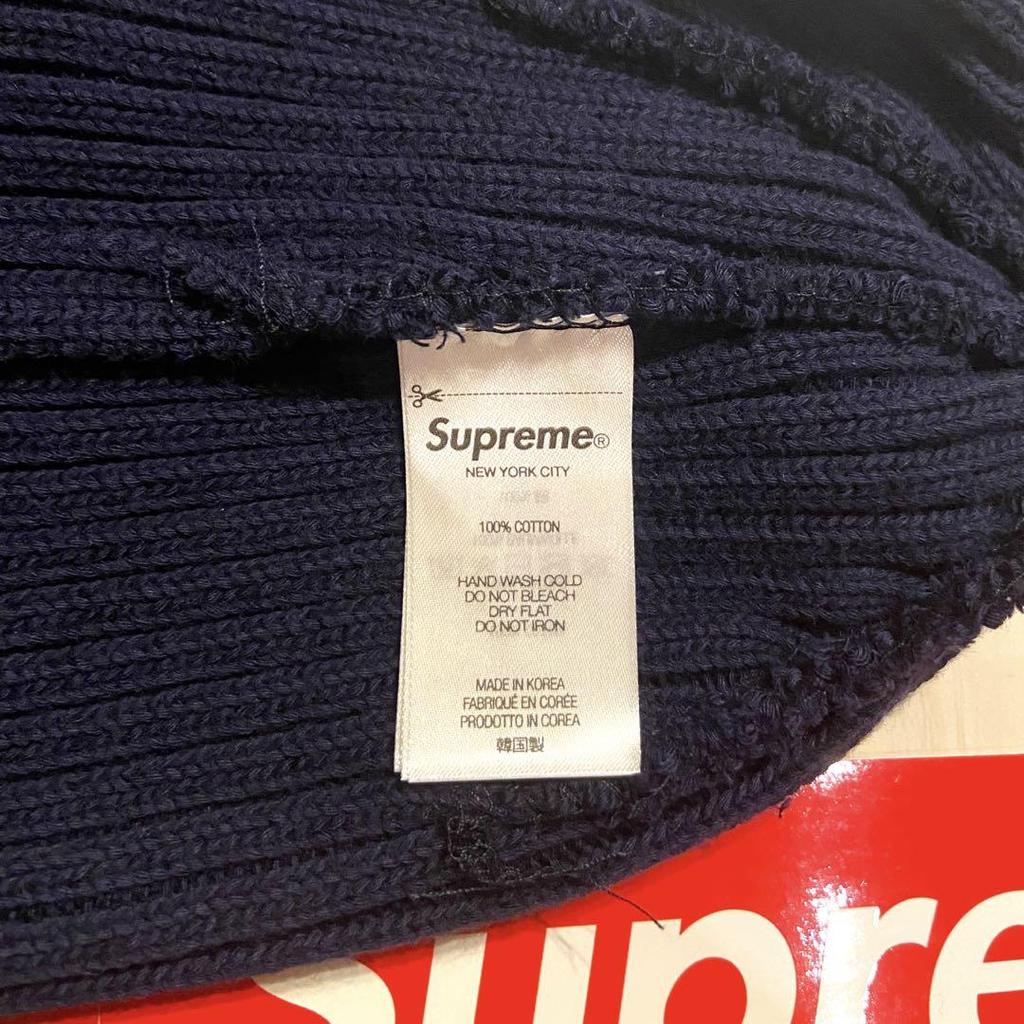 Supreme®
NEW YORK CITY
100% COTTON
HAND WASH COLD
DO NOT BLEACH
DRY FLAT
DO NOT IRON
MADE IN KOREA
FABRIQUÉ EN CORÉE
PRODOTTO IN COREA
韓国製
Supre